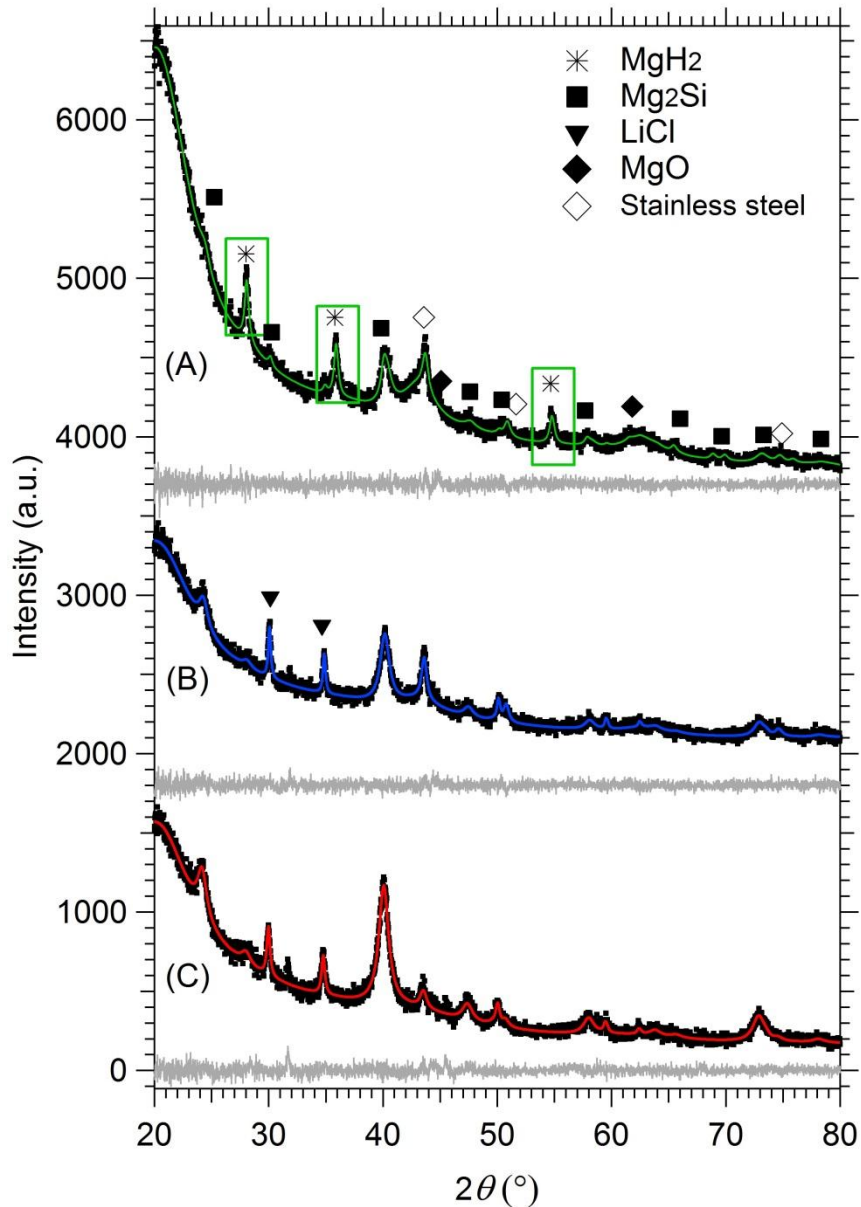 MgH2
Mg2Si
LiCl
MgO
Stainless steel
6000
5000
(A)
4000
Intensity (a.u.)
3000
(B)
2000
1000
(C)
0
20 30 40 50 60 70 80
2θ (°)